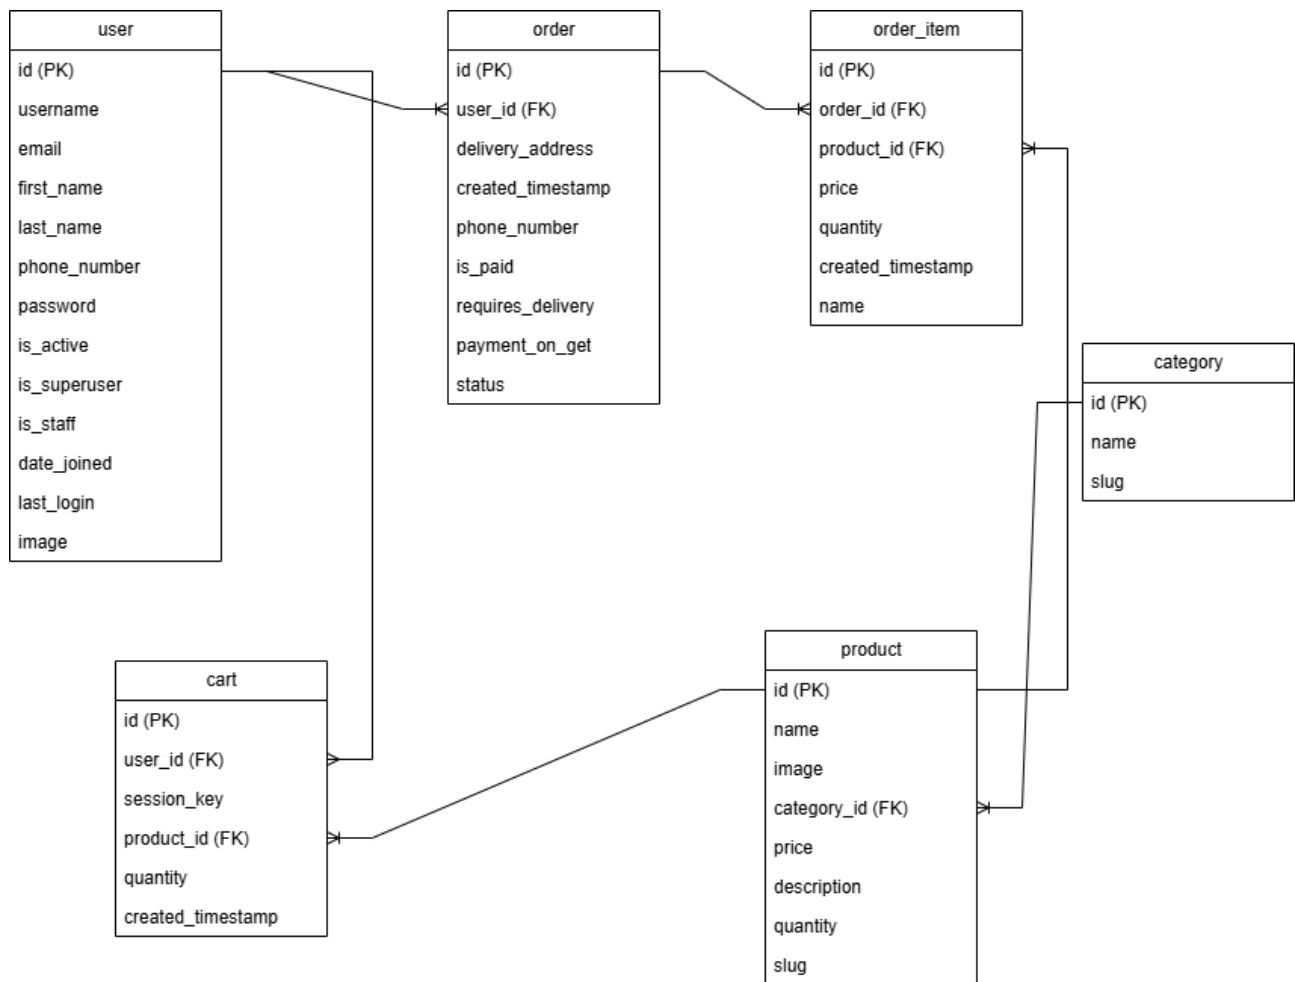 user
id (PK)
username
email
first_name
last_name
phone_number
password
is_active
is_superuser
is_staff
date_joined
last_login
image
order
id (PK)
user_id (FK)
delivery_address
created_timestamp
phone_number
is_paid
requires_delivery
payment_on_get
status
order_item
id (PK)
order_id (FK)
product_id (FK)
price
quantity
created_timestamp
name
category
id (PK)
name
slug
cart
id (PK)
user_id (FK)
session_key
product_id (FK)
quantity
created_timestamp
product
id (PK)
name
image
category_id (FK)
price
description
quantity
slug